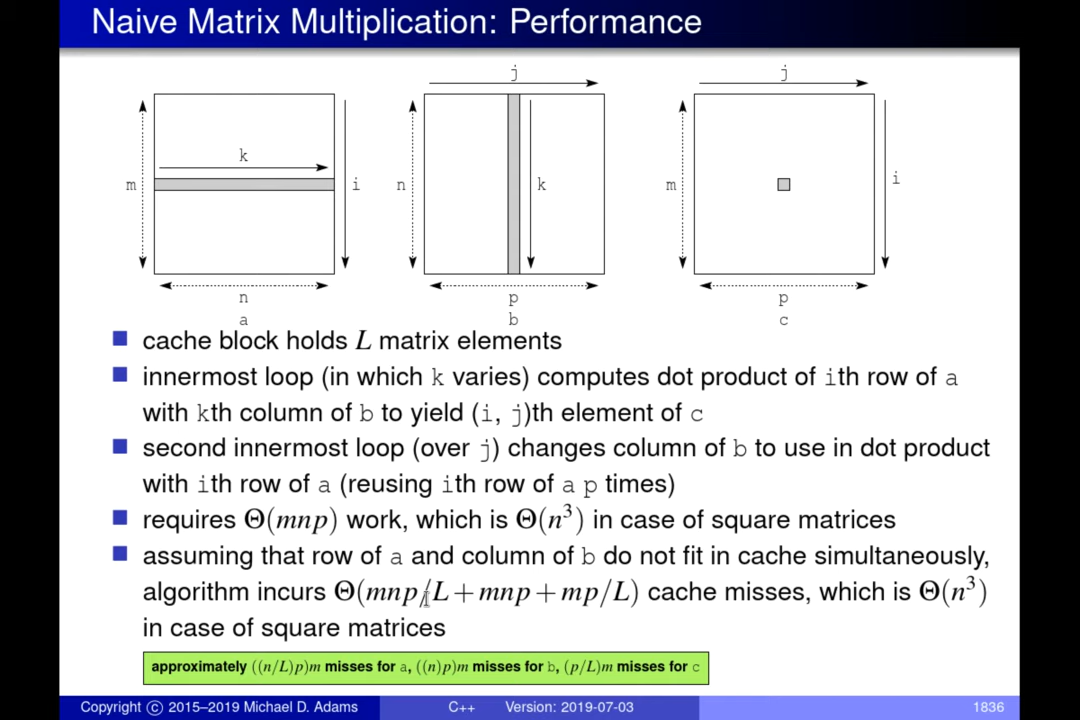 Naive Matrix Multiplication: Performance
j j
k
m i n k m i
n p p
a b c
cache block holds L matrix elements
innermost loop (in which k varies) computes dot product of ith row of a
with kth column of b to yield (i, j)th element of c
second innermost loop (over j) changes column of b to use in dot product
with ith row of a (reusing ith row of a p times)
requires Θ(mnp) work, which is Θ(n³) in case of square matrices
assuming that row of a and column of b do not fit in cache simultaneously,
algorithm incurs Θ(mnp/L+mnp+mp/L) cache misses, which is Θ(n³)
in case of square matrices
approximately ((n/L)p)m misses for a, ((n)p)m misses for b, (p/L)m misses for c
Copyright © 2015–2019 Michael D. Adams C++ Version: 2019-07-03 1836